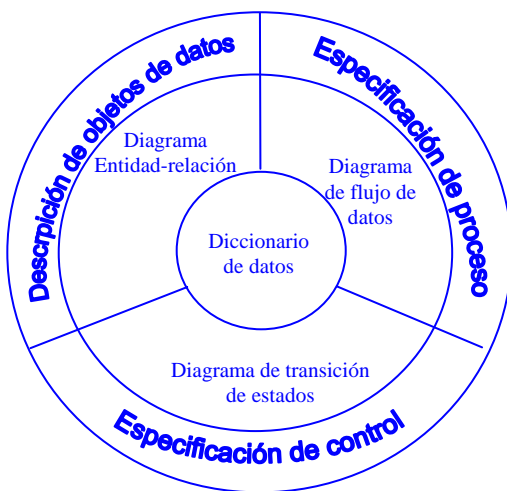 Descrpición de objetos de datos
Especificación de proceso
Diagrama
Entidad-relación
Diagrama
de flujo de
datos
Diccionario
de datos
Diagrama de transición
de estados
Especificación de control